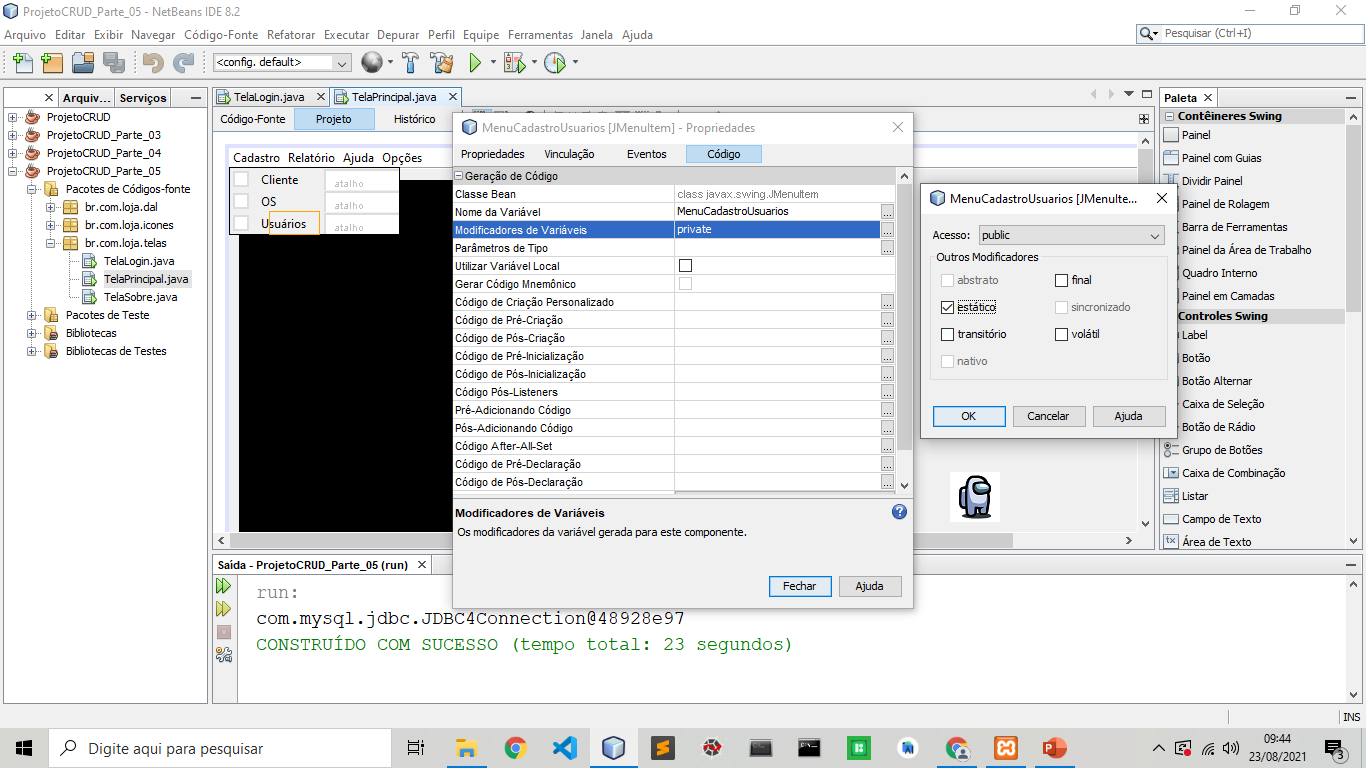 ProjetoCRUD_Parte_05 - NetBeans IDE 8.2
Arquivo Editar Exibir Navegar Código-Fonte Refatorar Executar Depurar Perfil Equipe Ferramentas Janela Ajuda
Pesquisar (Ctrl+I)
<config. default>
Arquiv... Serviços
TelaLogin.java
TelaPrincipal.java
Paleta
Código-Fonte Projeto Histórico
ProjetoCRUD
ProjetoCRUD_Parte_03
ProjetoCRUD_Parte_04
ProjetoCRUD_Parte_05
Pacotes de Códigos-fonte
br.com.loja.dal
br.com.loja.icones
br.com.loja.telas
TelaLogin.java
TelaPrincipal.java
TelaSobre.java
Pacotes de Teste
Bibliotecas
Bibliotecas de Testes
Cadastro Relatório Ajuda Opções
Cliente atalho
OS atalho
Usuários atalho
MenuCadastroUsuarios [JMenuItem] - Propriedades
Propriedades Vinculação Eventos Código
Geração de Código
Classe Bean class javax.swing.JMenuItem
Nome da Variável MenuCadastroUsuarios ...
Modificadores de Variáveis private ...
Parâmetros de Tipo ...
Utilizar Variável Local
Gerar Código Mnemônico
Código de Criação Personalizado ...
Código de Pré-Criação ...
Código de Pós-Criação ...
Código de Pré-Inicialização ...
Código de Pós-Inicialização ...
Código Pós-Listeners ...
Pré-Adicionando Código ...
Pós-Adicionando Código ...
Código After-All-Set ...
Código de Pré-Declaração ...
Código de Pós-Declaração ...
Modificadores de Variáveis
Os modificadores da variável gerada para este componente.
Fechar Ajuda
MenuCadastroUsuarios [JMenuIte...
Acesso: public
Outros Modificadores
abstrato final
estático sincronizado
transitório volátil
nativo
OK Cancelar Ajuda
Contêineres Swing
Painel
Painel com Guias
Dividir Painel
Painel de Rolagem
Barra de Ferramentas
Painel da Área de Trabalho
Quadro Interno
Painel em Camadas
Controles Swing
Label
Botão
Botão Alternar
Caixa de Seleção
Botão de Rádio
Grupo de Botões
Caixa de Combinação
Listar
Campo de Texto
Área de Texto
Saída - ProjetoCRUD_Parte_05 (run)
run:
com.mysql.jdbc.JDBC4Connection@48928e97
CONSTRUÍDO COM SUCESSO (tempo total: 23 segundos)
INS
Digite aqui para pesquisar
09:44
23/08/2021
3